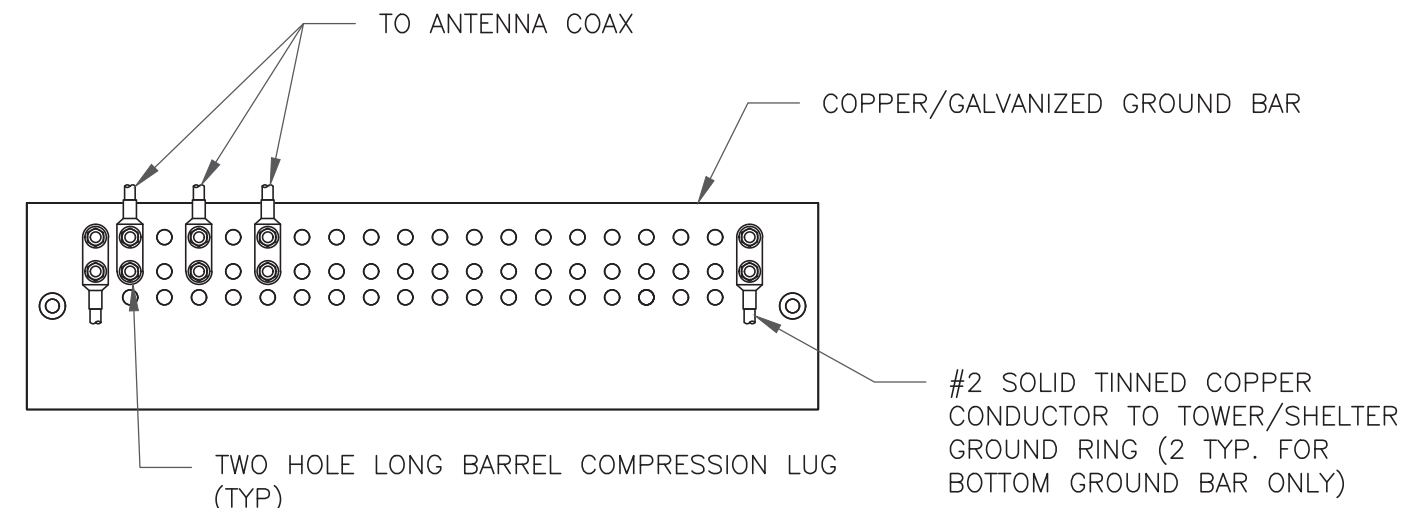 TO ANTENNA COAX
COPPER/GALVANIZED GROUND BAR
#2 SOLID TINNED COPPER
CONDUCTOR TO TOWER/SHELTER
GROUND RING (2 TYP. FOR
BOTTOM GROUND BAR ONLY)
TWO HOLE LONG BARREL COMPRESSION LUG
(TYP)